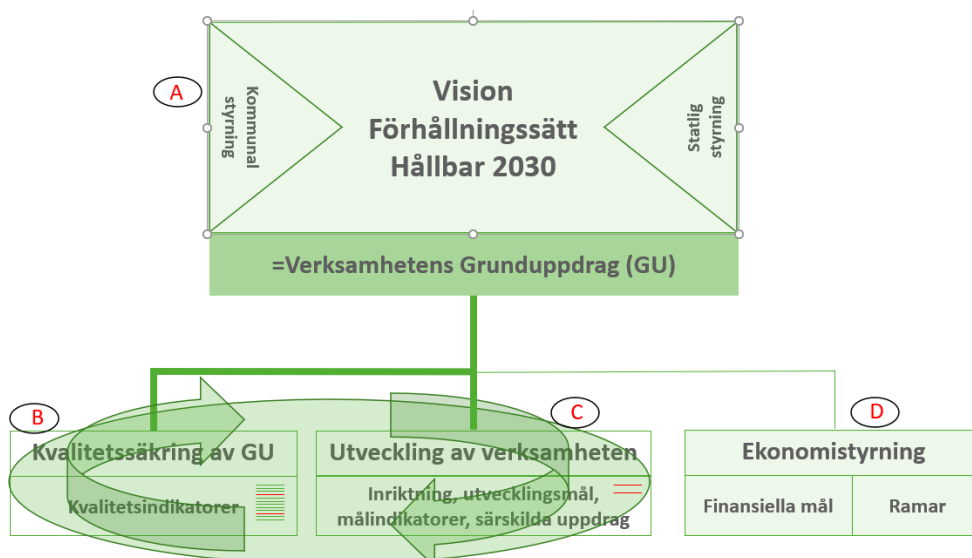 A
Kommunal
styrning
Vision
Förhållningssätt
Hållbar 2030
Statlig
styrning
=Verksamhetens Grunduppdrag (GU)
B
Kvalitetssäkring av GU
Kvalitetsindikatorer
C
Utveckling av verksamheten
Inriktning, utvecklingsmål,
målindikatorer, särskilda uppdrag
D
Ekonomistyrning
Finansiella mål
Ramar